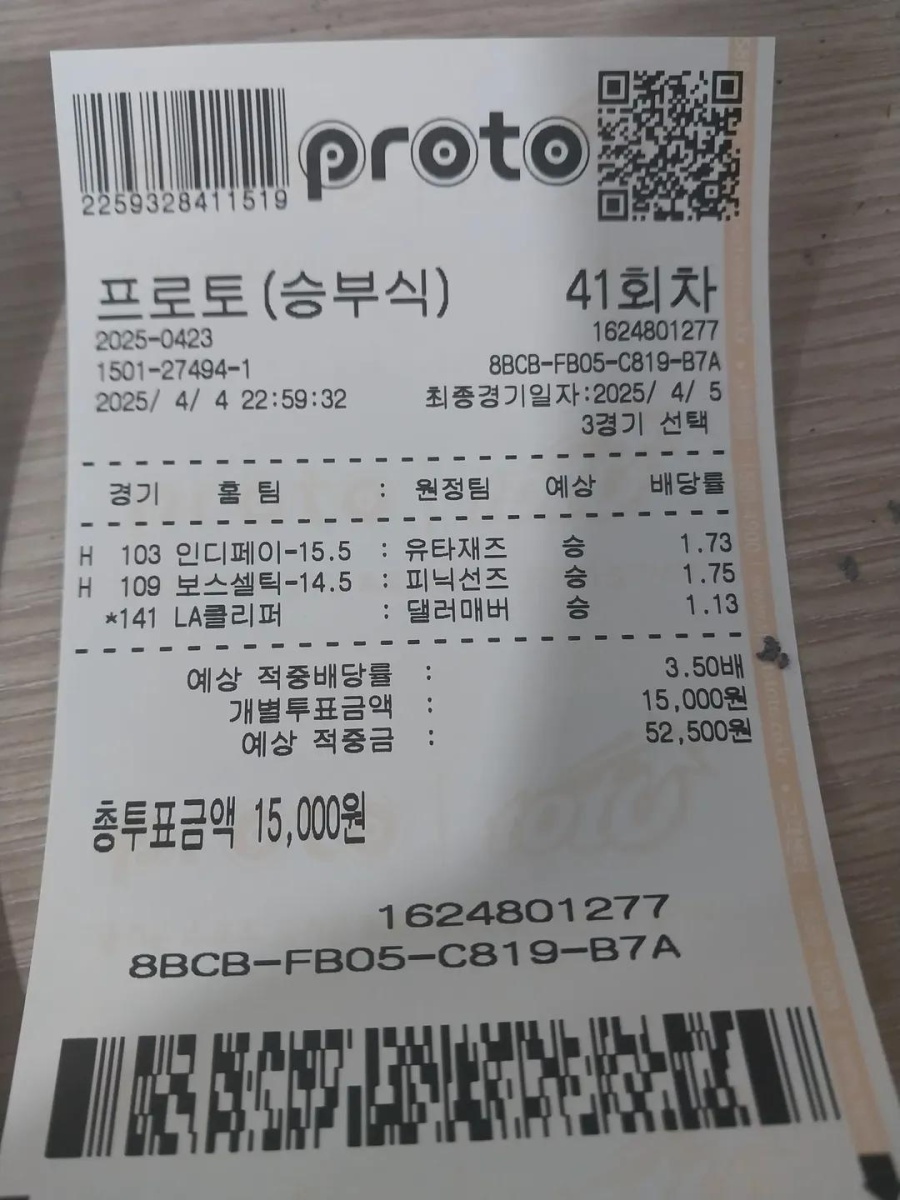 2259328411519
proto
프로토(승부식) 41회차
2025-0423 1624801277
1501-27494-1 8BCB-FB05-C819-B7A
2025/ 4/ 4 22:59:32 최종경기일자:2025/ 4/ 5
3경기 선택
경기 홈 팀 : 원정팀 예상 배당률
H 103 인디페이-15.5 : 유타재즈 승 1.73
H 109 보스셀틱-14.5 : 피닉선즈 승 1.75
*141 LA클리퍼 : 댈러매버 승 1.13
예상 적중배당률 : 3.50배
개별투표금액 : 15,000원
예상 적중금 : 52,500원
총투표금액 15,000원
1624801277
8BCB-FB05-C819-B7A